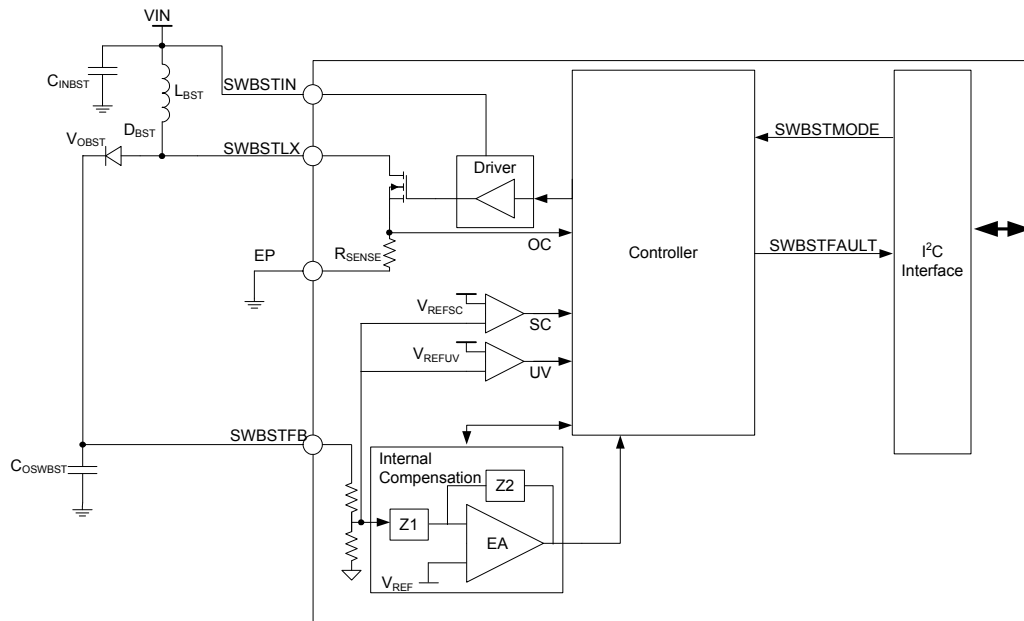 VIN
CINBST
LBST
SWBSTIN
DBST
VOBST
SWBSTLX
Driver
SWBSTMODE
OC
Controller
SWBSTFAULT
I2C
Interface
EP
RSENSE
VREFSC
SC
VREFUV
UV
SWBSTFB
COSWBST
Internal
Compensation
Z2
Z1
EA
VREF